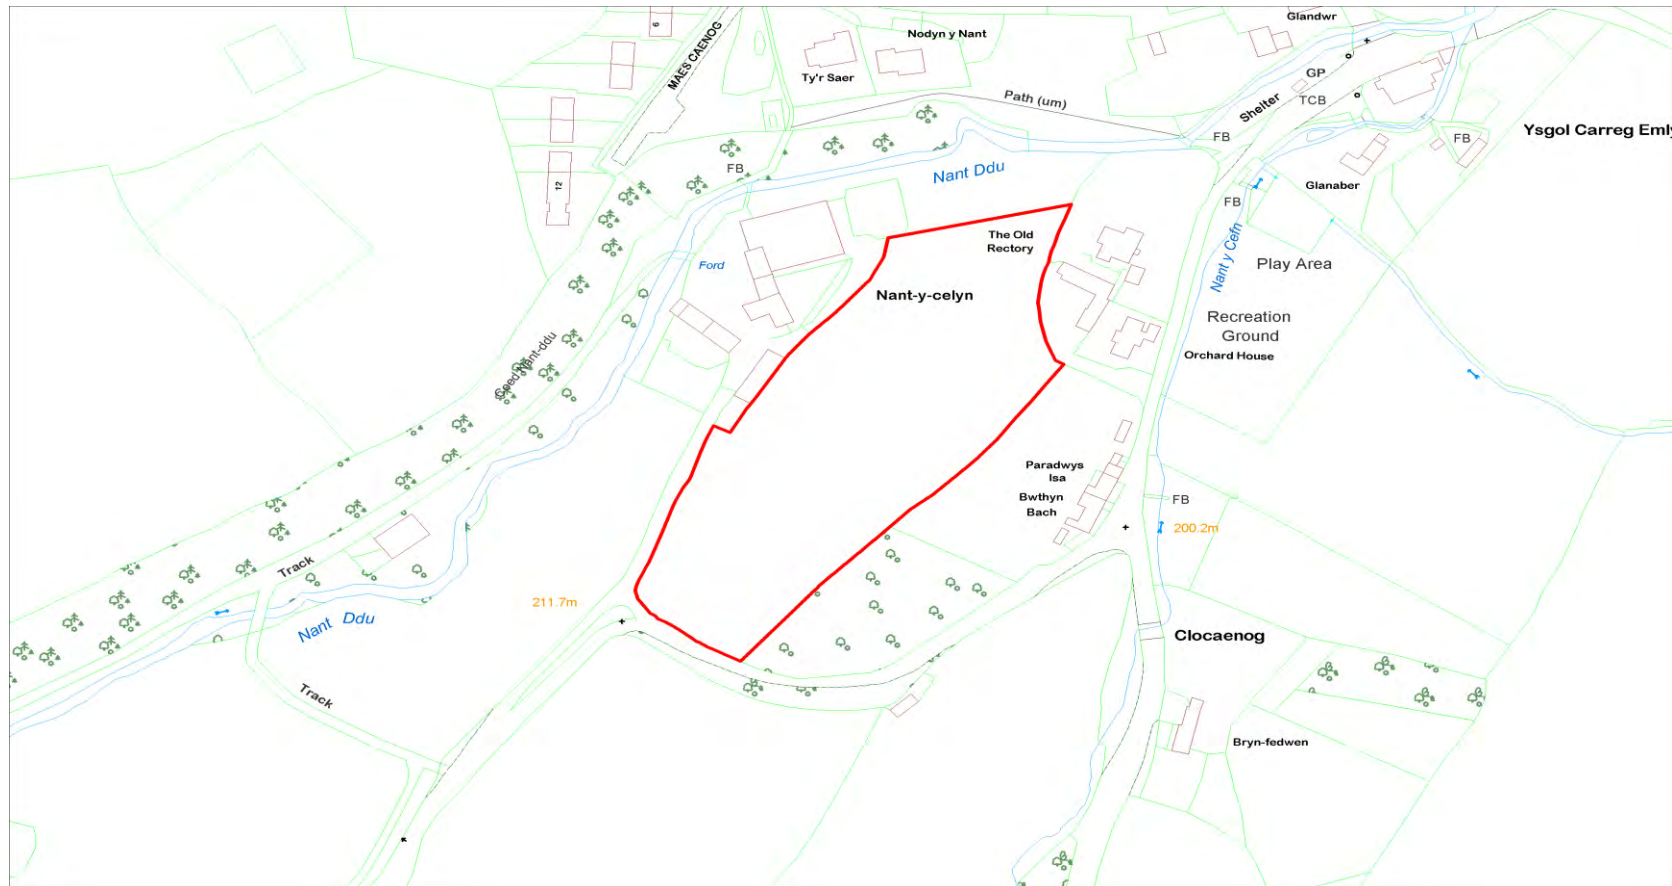 6
MAES CAENOG
Nodyn y Nant
Glandwr
Ty'r Saer
GP
Path (um)
Shelter
TCB
FB
FB
Ysgol Carreg Emly
12
FB
Nant Ddu
Glanaber
FB
The Old
Rectory
Nant y Cefn
Ford
Play Area
Nant-y-celyn
Recreation
Ground
Orchard House
Coed Nant-ddu
Paradwys
Isa
Bwthyn
Bach
FB
200.2m
Track
211.7m
Nant Ddu
Clocaenog
Track
Bryn-fedwen